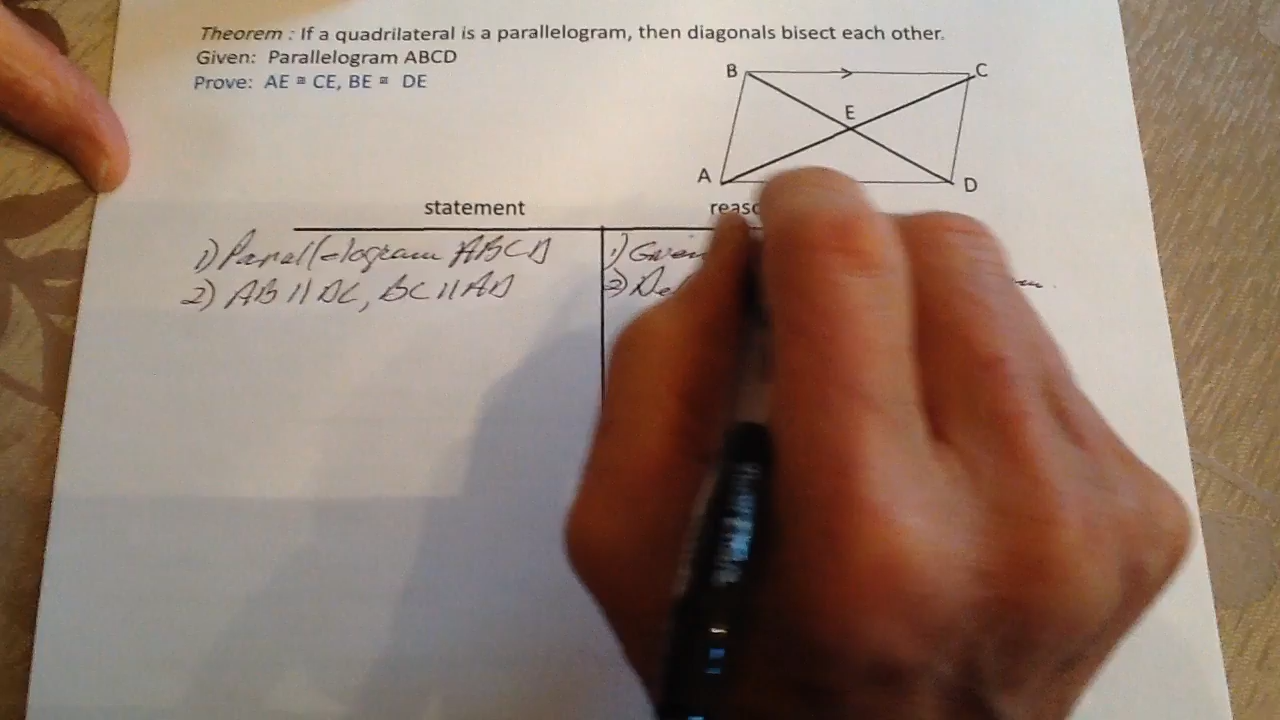 Theorem : If a quadrilateral is a parallelogram, then diagonals bisect each other.
Given: Parallelogram ABCD
Prove: AE ≅ CE, BE ≅ DE
B
C
E
A
D
statement
1) Parallelogram ABCD
1) Given
2) AB || DC, BC || AD
2)